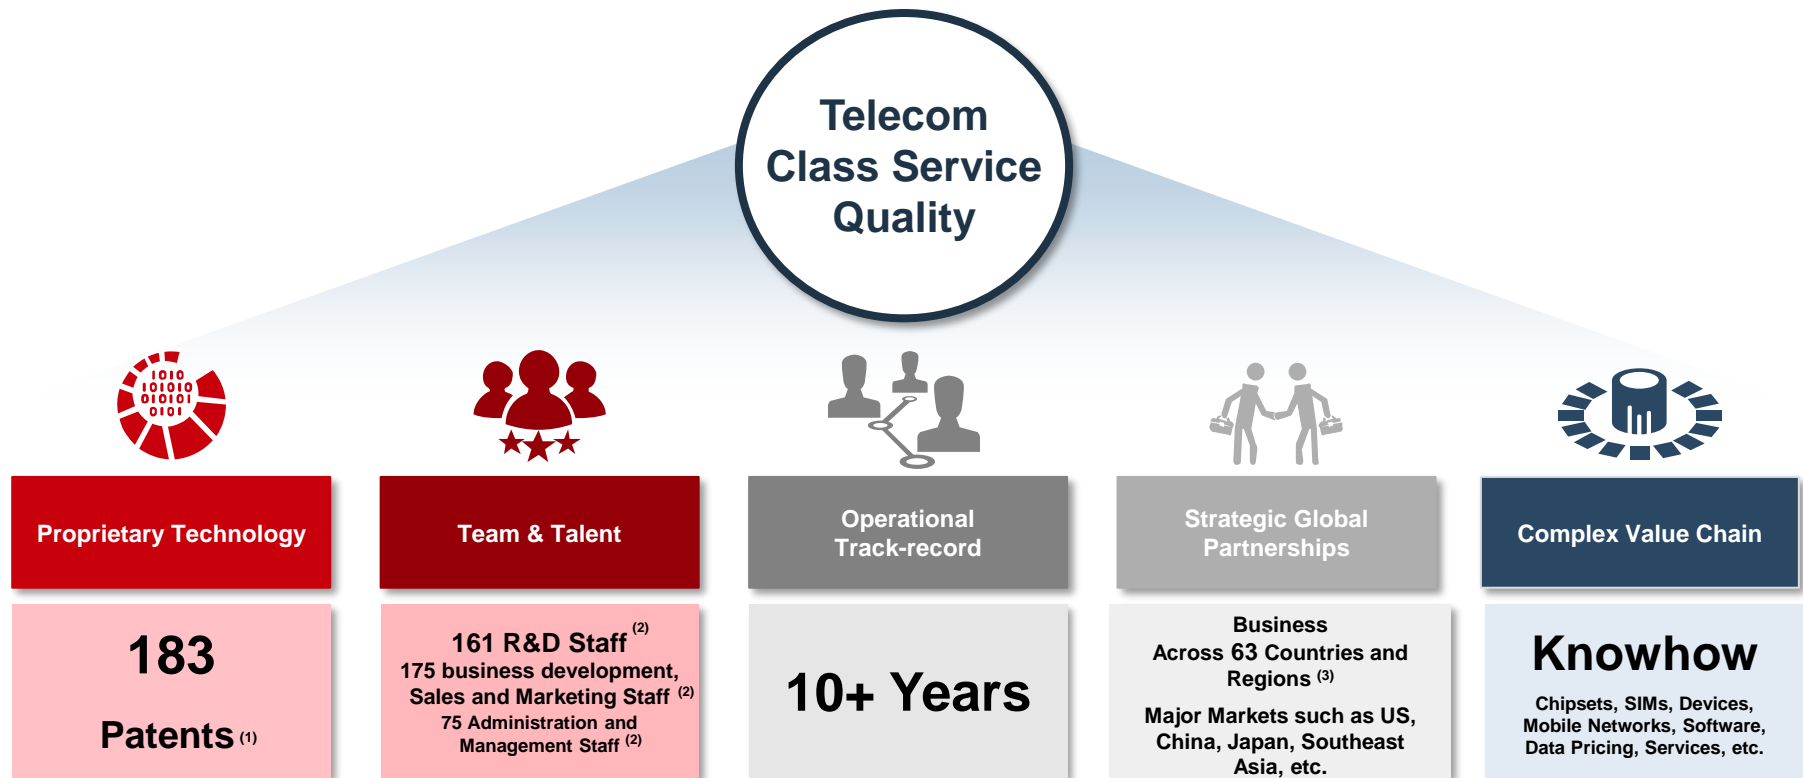 Telecom
Class Service
Quality
1010
101010
010101
0101
Proprietary Technology
Team & Talent
Operational
Track-record
Strategic Global
Partnerships
Complex Value Chain
183
Patents (1)
161 R&D Staff (2)
175 business development,
Sales and Marketing Staff (2)
75 Administration and
Management Staff (2)
10+ Years
Business
Across 63 Countries and
Regions (3)
Major Markets such as US,
China, Japan, Southeast
Asia, etc.
Knowhow
Chipsets, SIMs, Devices,
Mobile Networks, Software,
Data Pricing, Services, etc.